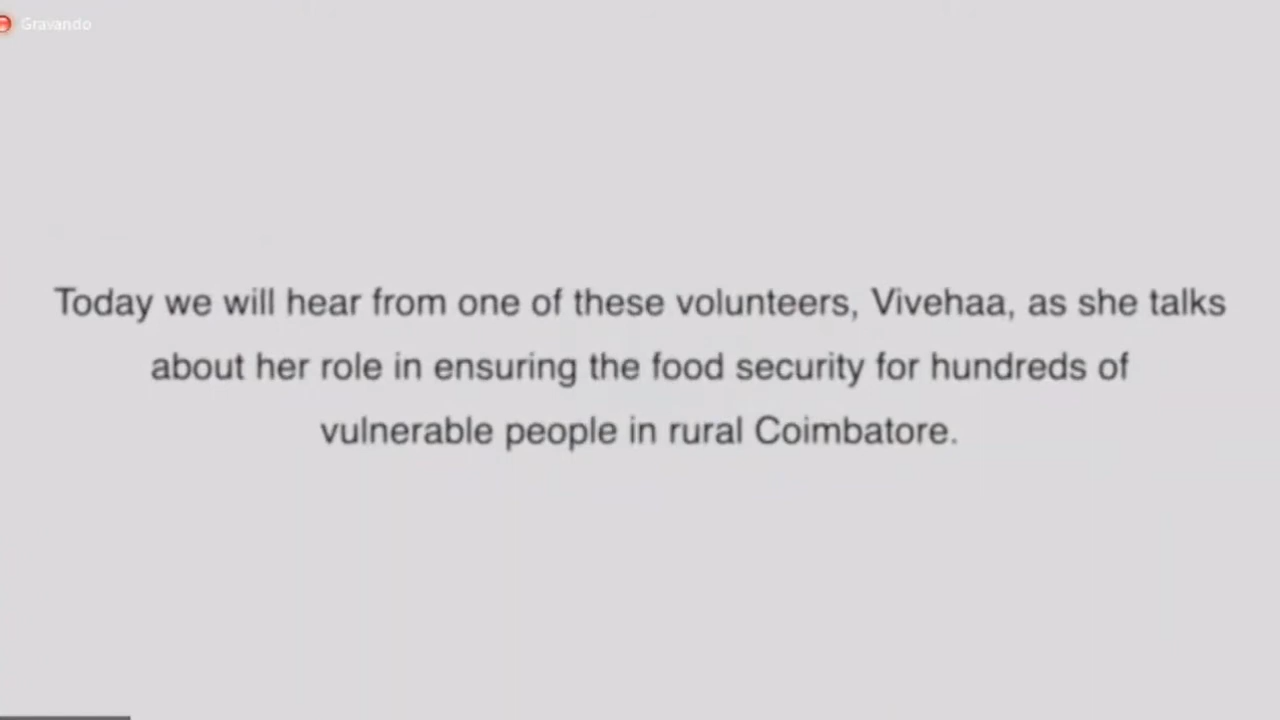 Gravando
Today we will hear from one of these volunteers, Vivehaa, as she talks
about her role in ensuring the food security for hundreds of
vulnerable people in rural Coimbatore.